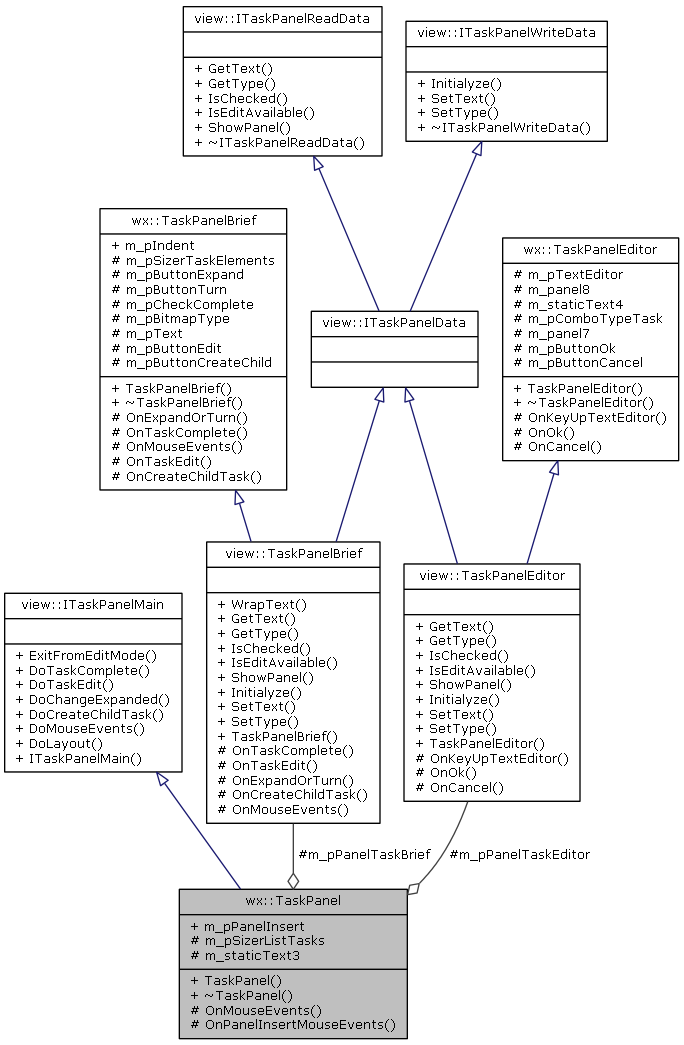 view::ITaskPanelReadData
+ GetText()
+ GetType()
+ IsChecked()
+ IsEditAvailable()
+ ShowPanel()
+ ~ITaskPanelReadData()
view::ITaskPanelWriteData
+ Initialyze()
+ SetText()
+ SetType()
+ ~ITaskPanelWriteData()
wx::TaskPanelBrief
+ m_pIndent
# m_pSizerTaskElements
# m_pButtonExpand
# m_pButtonTurn
# m_pCheckComplete
# m_pBitmapType
# m_pText
# m_pButtonEdit
# m_pButtonCreateChild
+ TaskPanelBrief()
+ ~TaskPanelBrief()
# OnExpandOrTurn()
# OnTaskComplete()
# OnMouseEvents()
# OnTaskEdit()
# OnCreateChildTask()
view::ITaskPanelData
wx::TaskPanelEditor
# m_pTextEditor
# m_panel8
# m_staticText4
# m_pComboTypeTask
# m_panel7
# m_pButtonOk
# m_pButtonCancel
+ TaskPanelEditor()
+ ~TaskPanelEditor()
# OnKeyUpTextEditor()
# OnOk()
# OnCancel()
view::ITaskPanelMain
+ ExitFromEditMode()
+ DoTaskComplete()
+ DoTaskEdit()
+ DoChangeExpanded()
+ DoCreateChildTask()
+ DoMouseEvents()
+ DoLayout()
+ ITaskPanelMain()
view::TaskPanelBrief
+ WrapText()
+ GetText()
+ GetType()
+ IsChecked()
+ IsEditAvailable()
+ ShowPanel()
+ Initialyze()
+ SetText()
+ SetType()
+ TaskPanelBrief()
# OnTaskComplete()
# OnTaskEdit()
# OnExpandOrTurn()
# OnCreateChildTask()
# OnMouseEvents()
view::TaskPanelEditor
+ GetText()
+ GetType()
+ IsChecked()
+ IsEditAvailable()
+ ShowPanel()
+ Initialyze()
+ SetText()
+ SetType()
+ TaskPanelEditor()
# OnKeyUpTextEditor()
# OnOk()
# OnCancel()
#m_pPanelTaskBrief
#m_pPanelTaskEditor
wx::TaskPanel
+ m_pPanelInsert
# m_pSizerListTasks
# m_staticText3
+ TaskPanel()
+ ~TaskPanel()
# OnMouseEvents()
# OnPanelInsertMouseEvents()